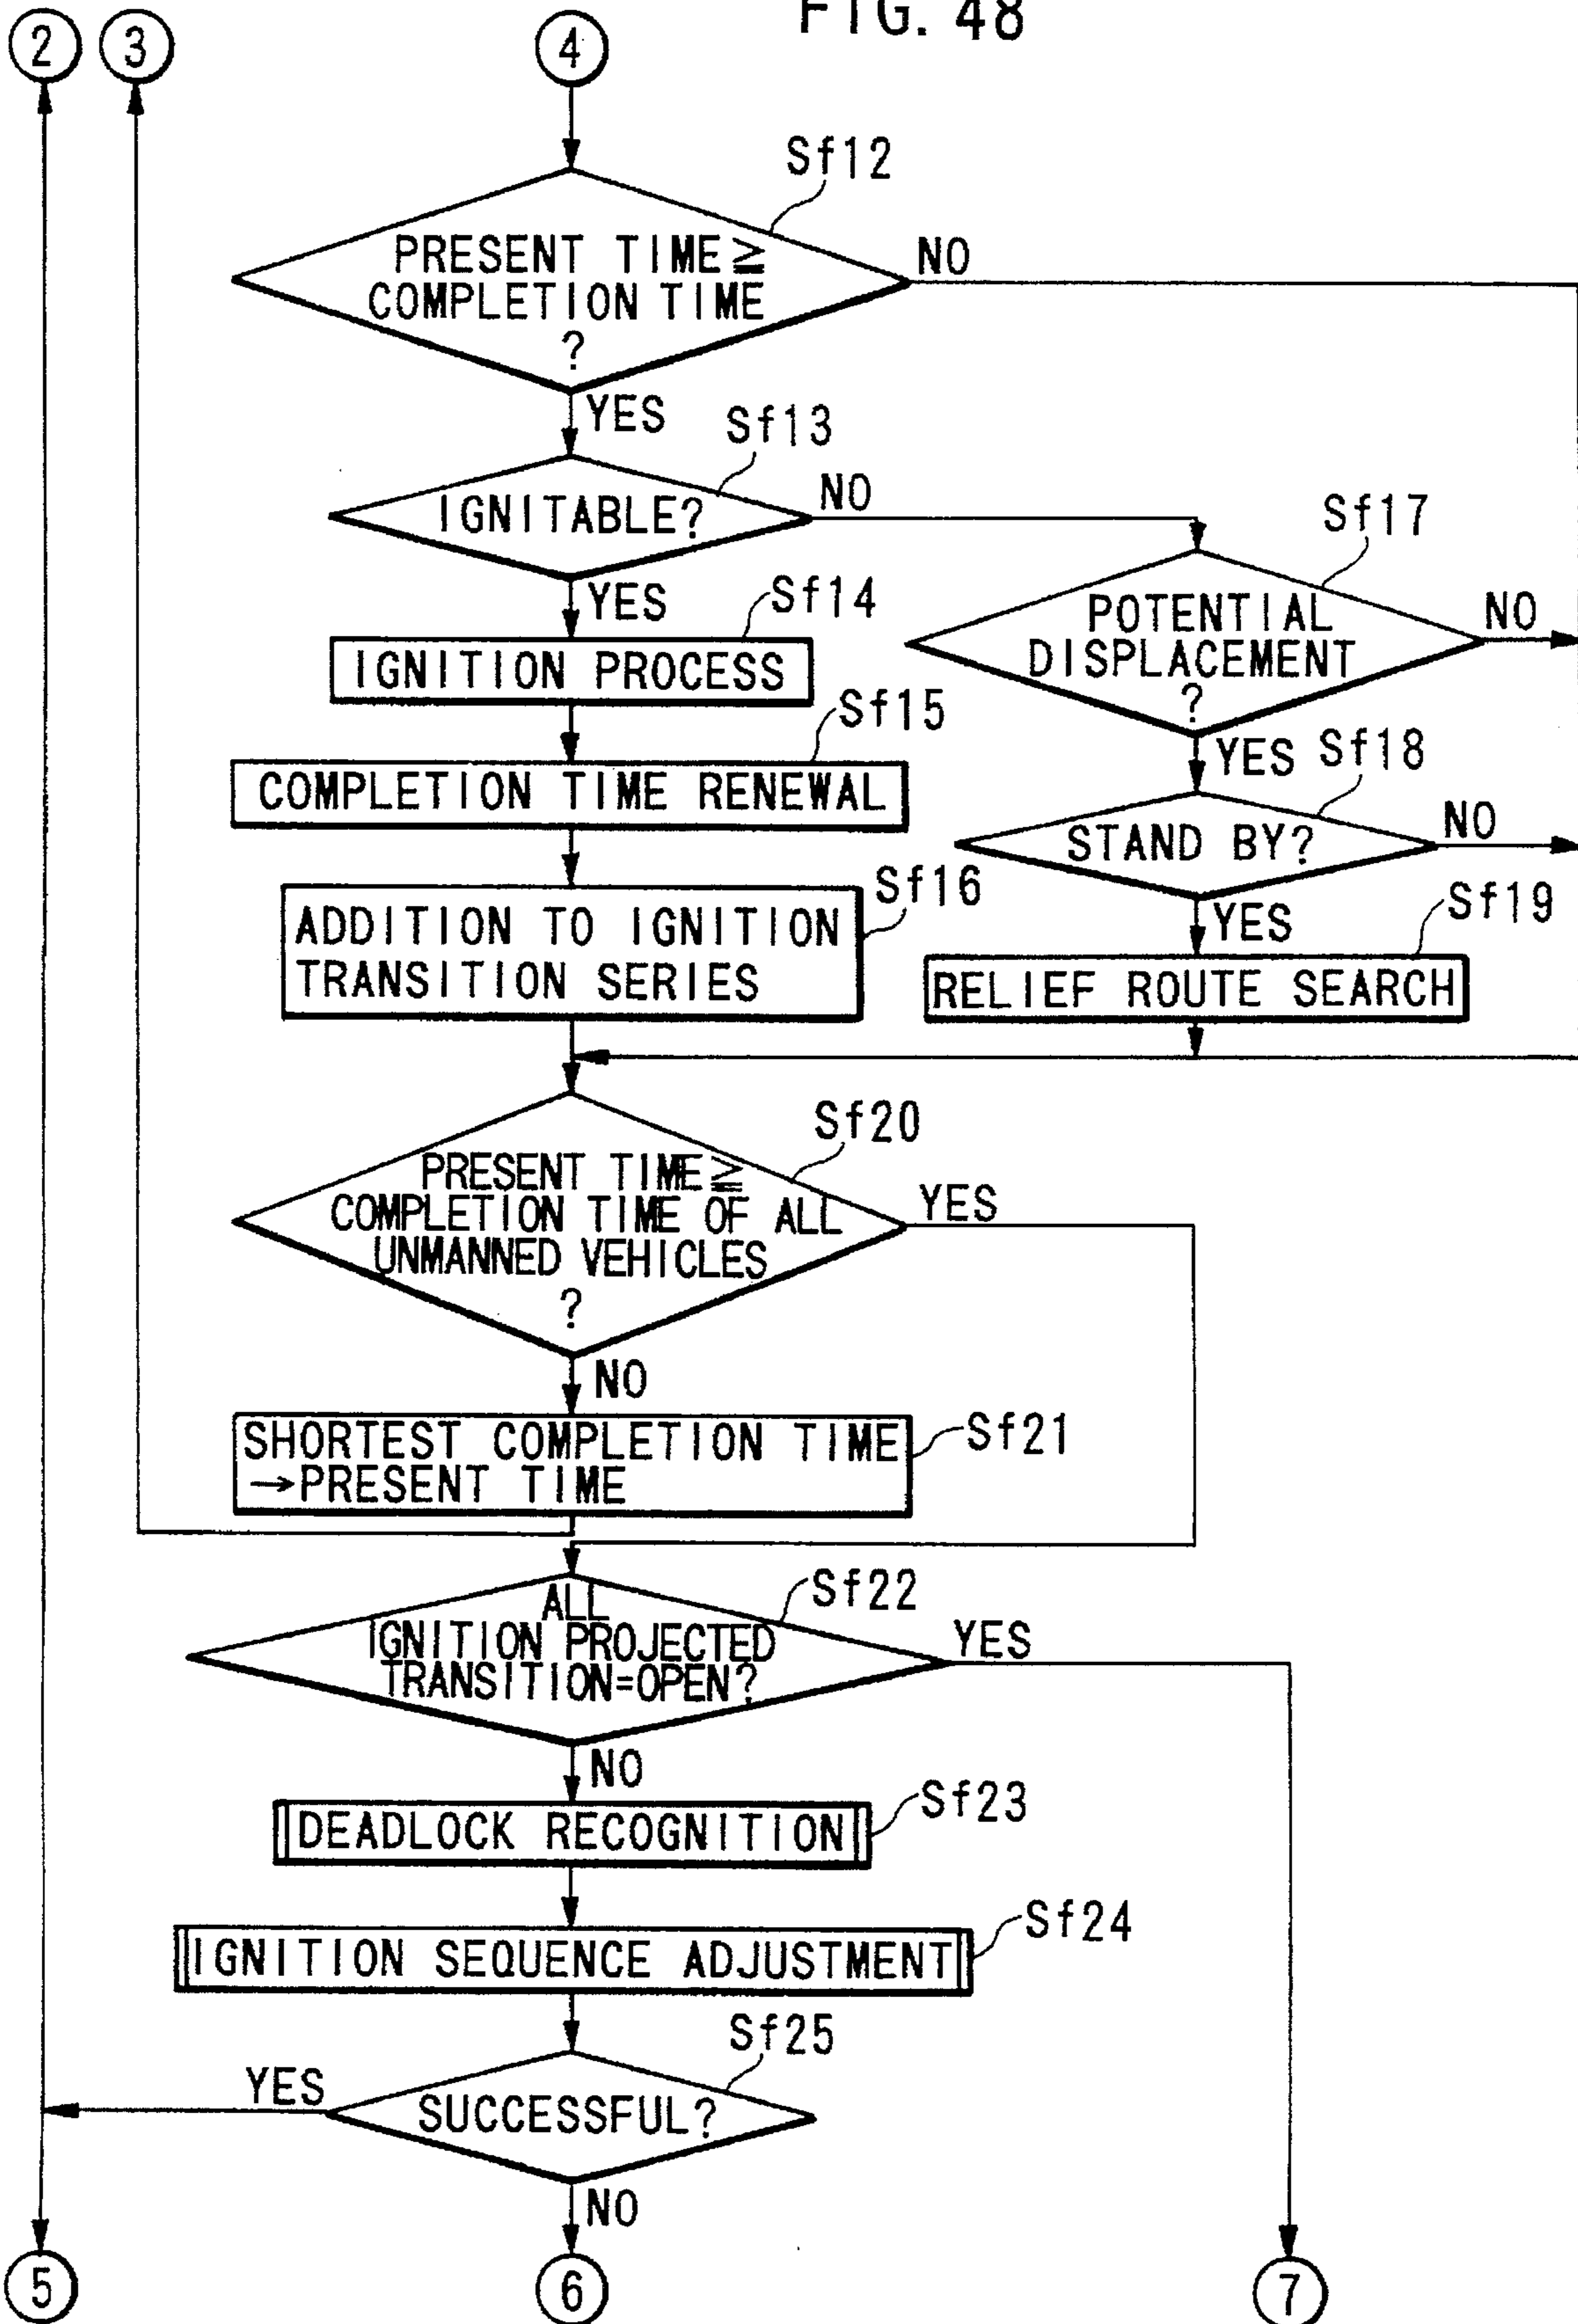 FIG. 48
2 3 4
Sf12
PRESENT TIME≧
COMPLETION TIME
?
NO
YES
Sf13
IGNITABLE?
NO
YES
Sf14
IGNITION PROCESS
Sf15
COMPLETION TIME RENEWAL
Sf16
ADDITION TO IGNITION
TRANSITION SERIES
Sf17
POTENTIAL
DISPLACEMENT
?
NO
YES
Sf18
STAND BY?
NO
YES
Sf19
RELIEF ROUTE SEARCH
Sf20
PRESENT TIME≧
COMPLETION TIME OF ALL
UNMANNED VEHICLES
?
YES
NO
Sf21
SHORTEST COMPLETION TIME
→PRESENT TIME
Sf22
ALL
IGNITION PROJECTED
TRANSITION=OPEN?
YES
NO
Sf23
DEADLOCK RECOGNITION
Sf24
IGNITION SEQUENCE ADJUSTMENT
Sf25
SUCCESSFUL?
YES
NO
5 6 7